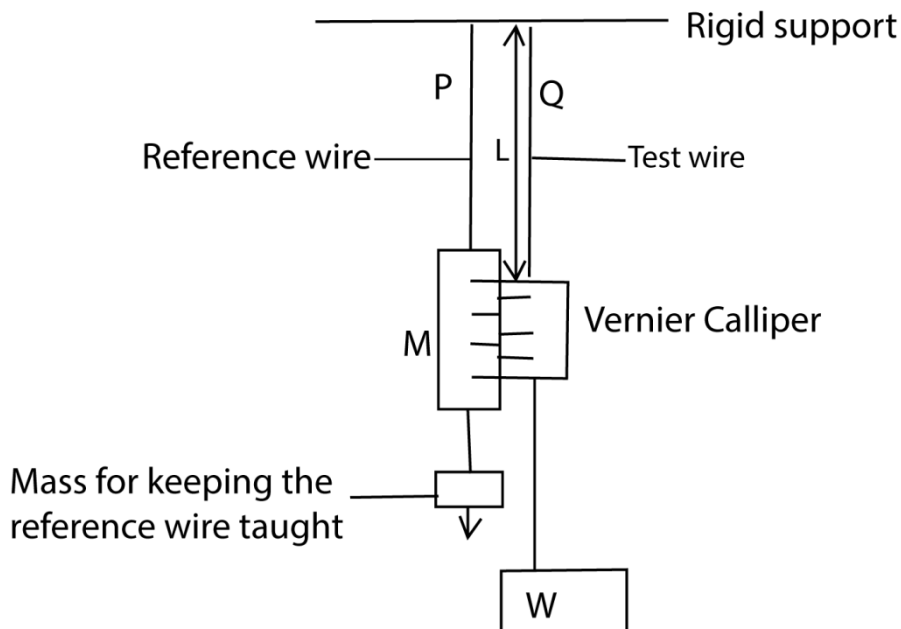 Rigid support
P
Q
Reference wire
L
Test wire
Vernier Calliper
M
Mass for keeping the
reference wire taught
W